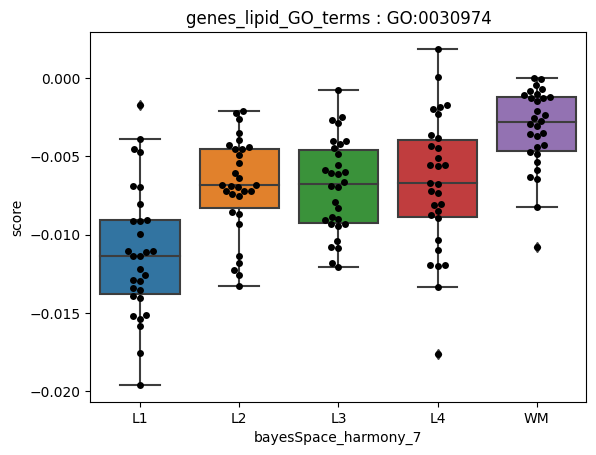 genes_lipid_GO_terms : GO:0030974
0.000
−0.005
−0.010
−0.015
−0.020
score
L1 L2 L3 L4 WM
bayesSpace_harmony_7